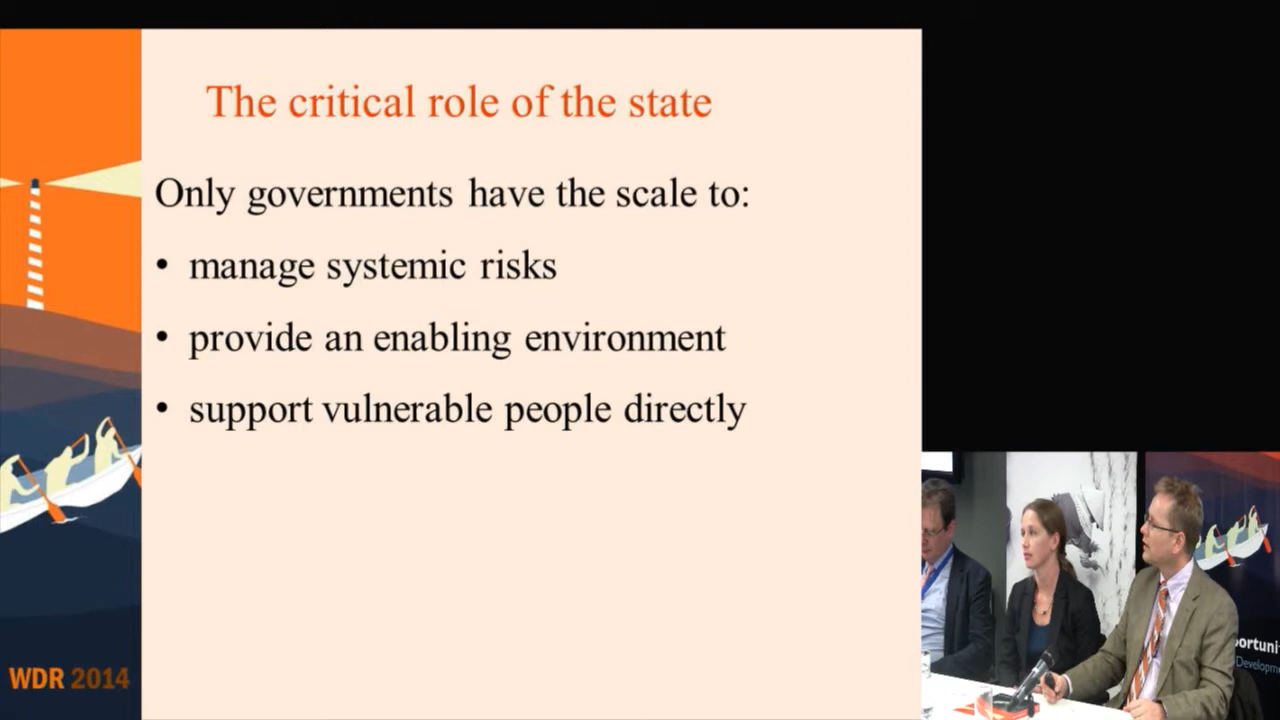 The critical role of the state
Only governments have the scale to:
• manage systemic risks
• provide an enabling environment
• support vulnerable people directly
WDR 2014